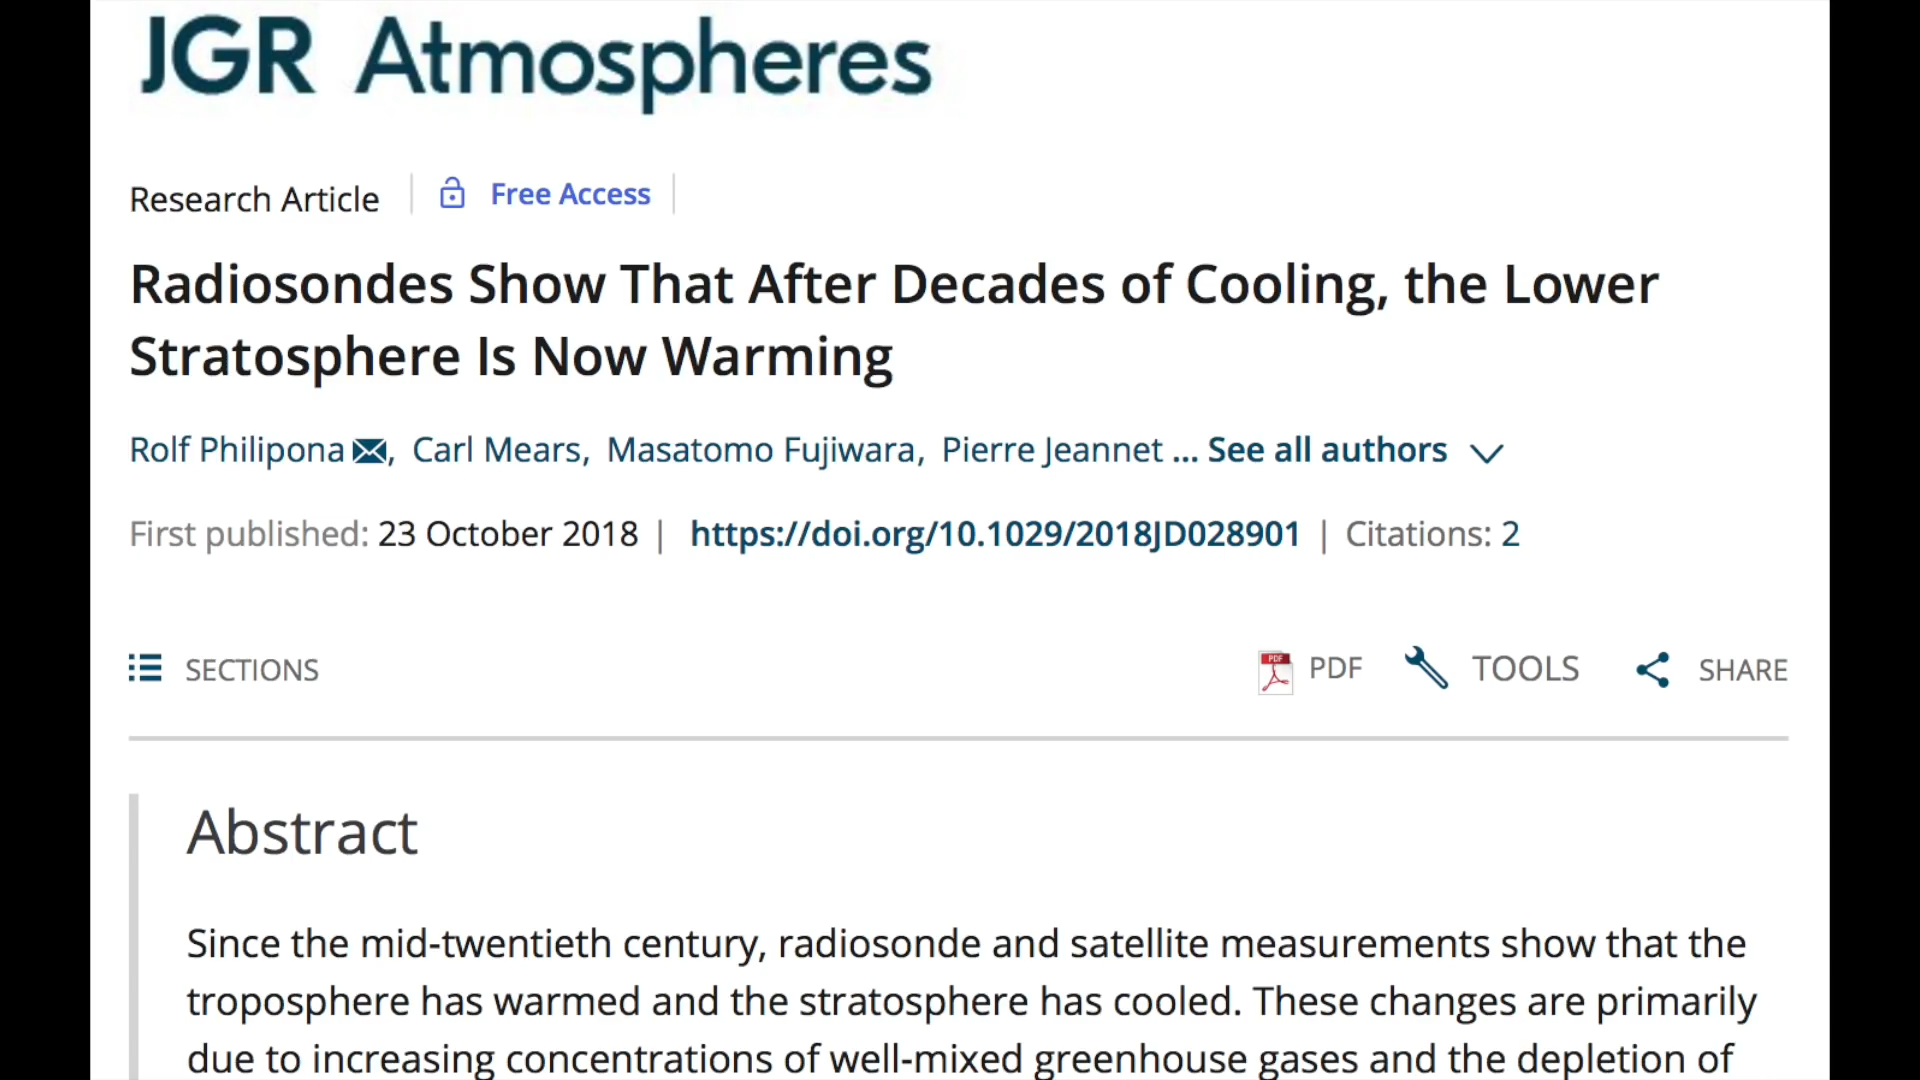 JGR Atmospheres
Research Article | Free Access |
Radiosondes Show That After Decades of Cooling, the Lower
Stratosphere Is Now Warming
Rolf Philipona, Carl Mears, Masatomo Fujiwara, Pierre Jeannet ... See all authors
First published: 23 October 2018 | https://doi.org/10.1029/2018JD028901 | Citations: 2
SECTIONS PDF PDF TOOLS SHARE
Abstract
Since the mid-twentieth century, radiosonde and satellite measurements show that the
troposphere has warmed and the stratosphere has cooled. These changes are primarily
due to increasing concentrations of well-mixed greenhouse gases and the depletion of